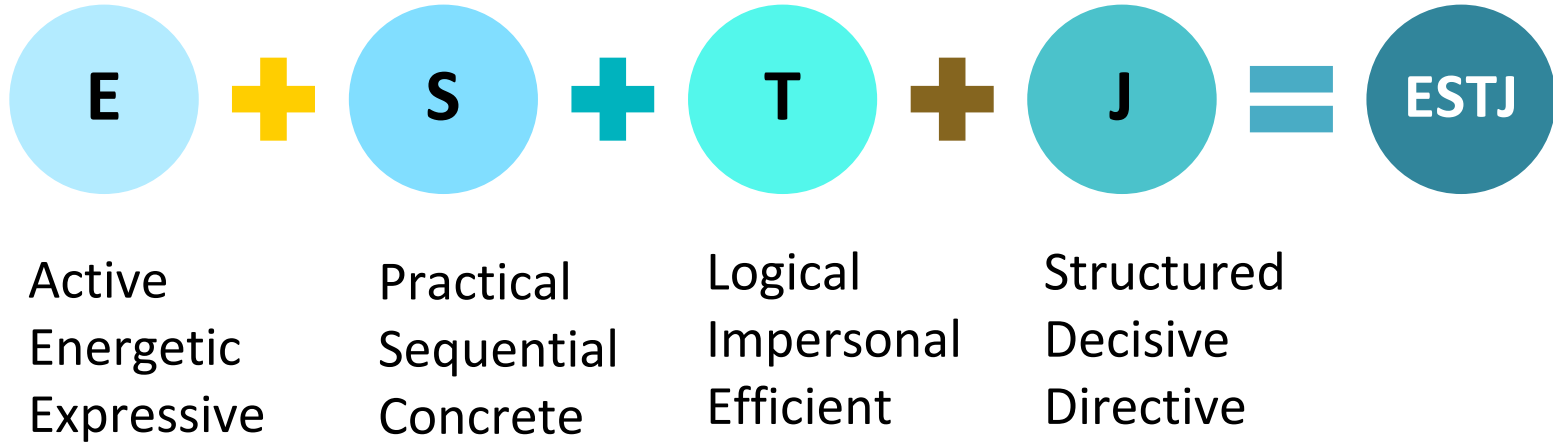 E + S + T + J = ESTJ
Active
Energetic
Expressive
Practical
Sequential
Concrete
Logical
Impersonal
Efficient
Structured
Decisive
Directive